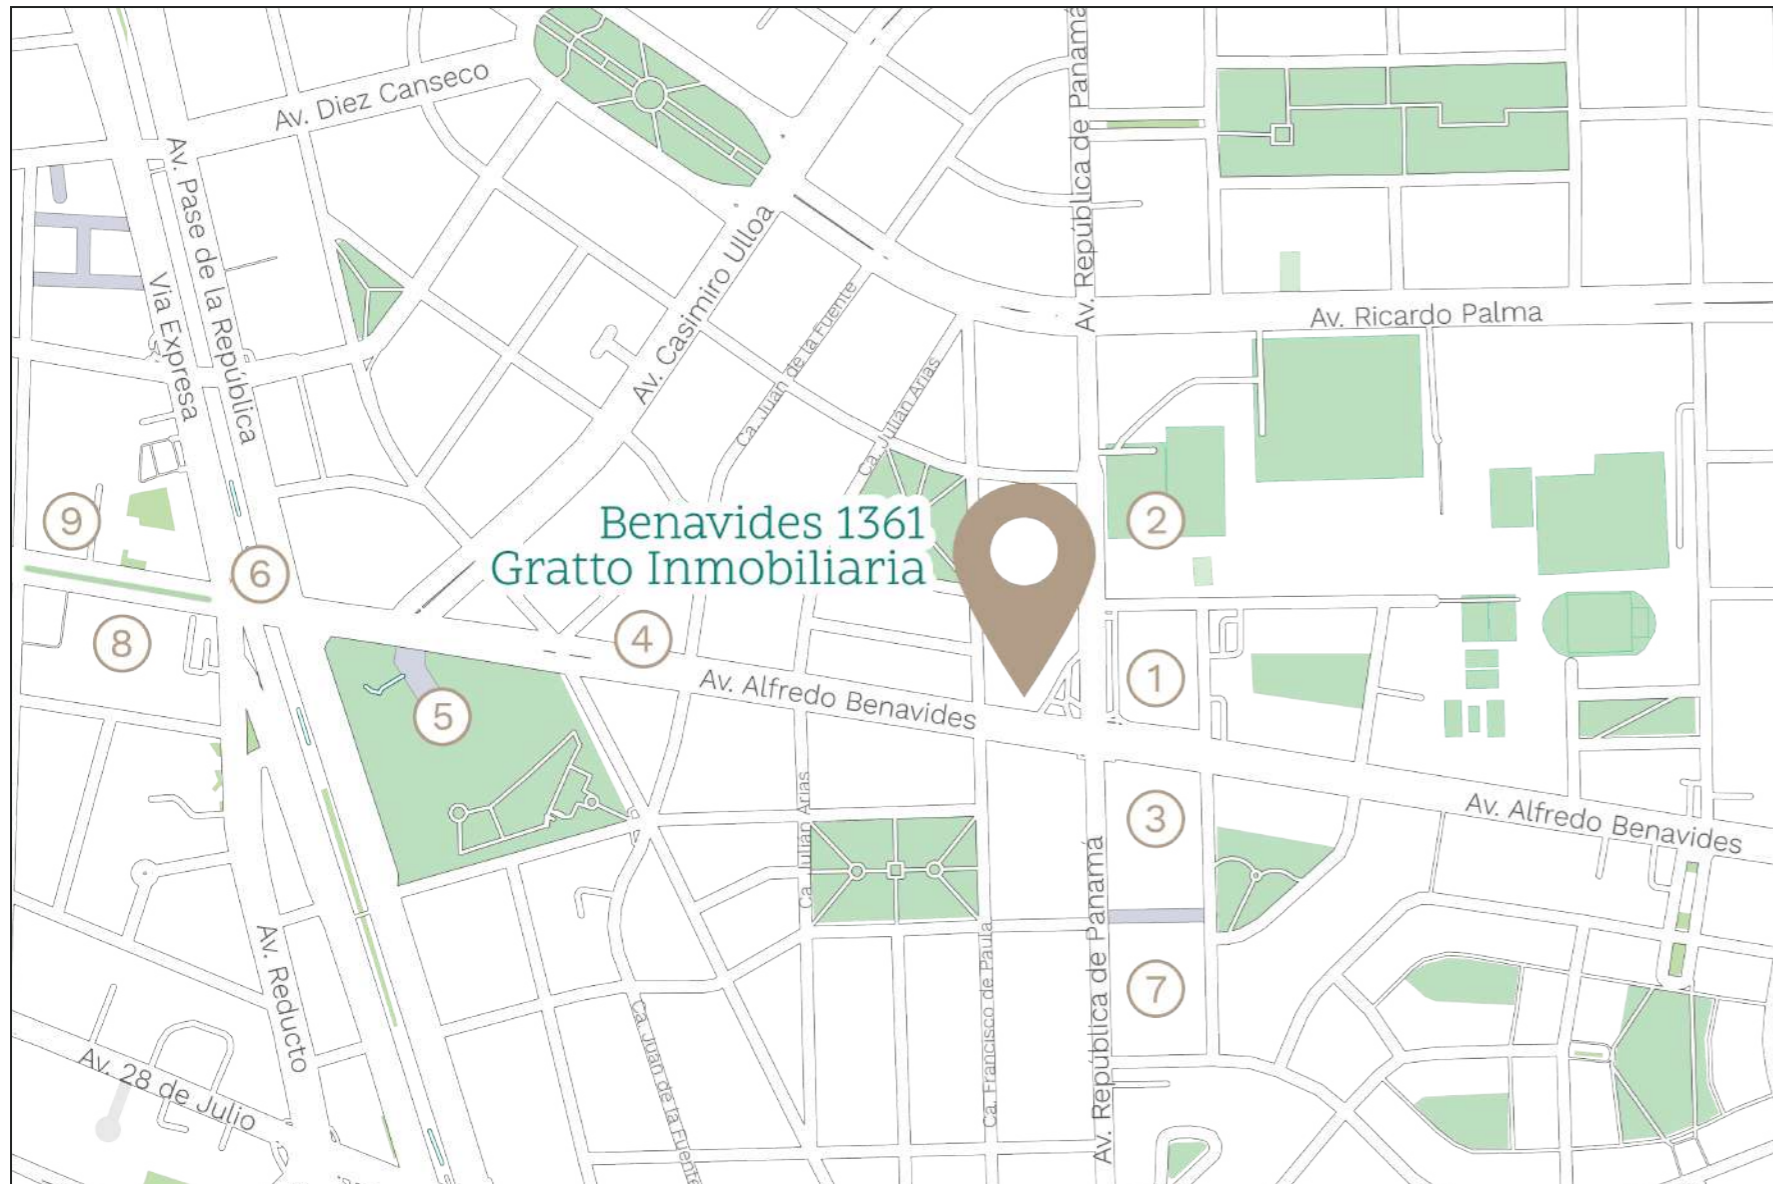 Av. Diez Canseco
Av. República de Panamá
Av. Pase de la República
Via Expresa
Av. Casimiro Ulloa
Ca. Juan de la Fuente
Av. Ricardo Palma
Ca. Julián Arias
Benavides 1361
Gratto Inmobiliaria
9
2
6
8
4
1
5
Av. Alfredo Benavides
3
Av. Alfredo Benavides
Ca. Julián Arias
Av. República de Panamá
Ca. Francisco de Paula
Av. Reducto
7
Ca. Juan de la Fuente
Av. 28 de Julio